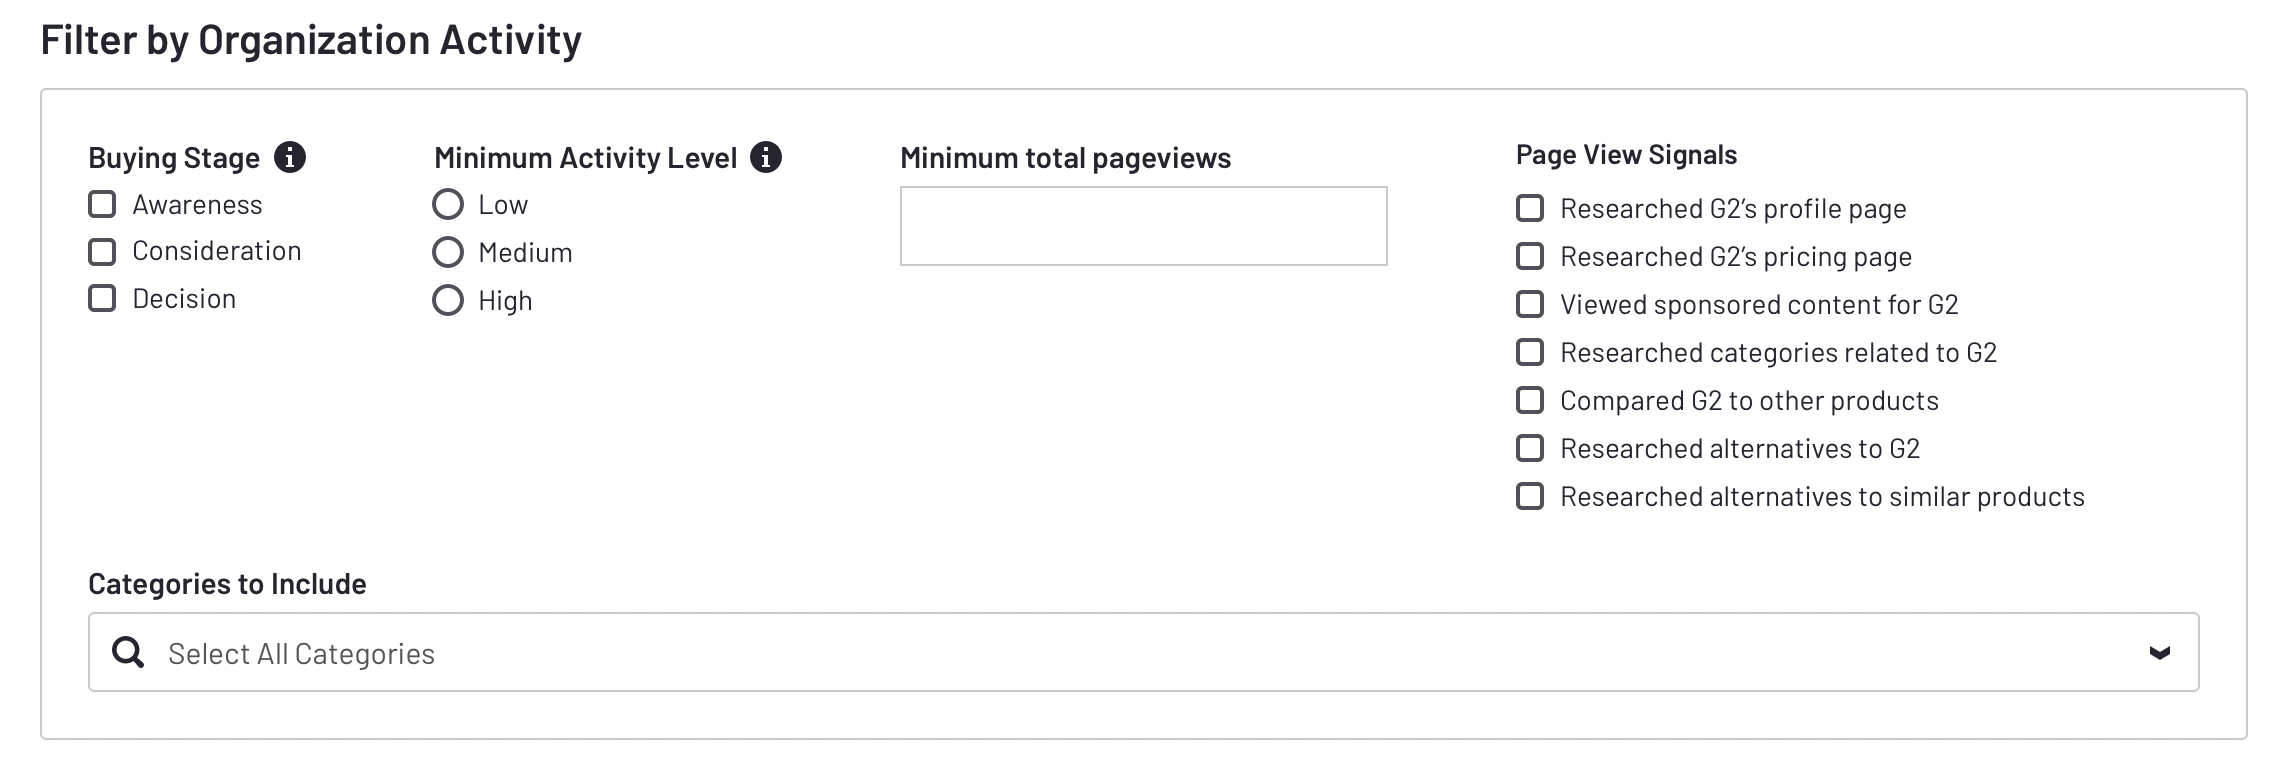 Filter by Organization Activity
Buying Stage
Awareness
Consideration
Decision
Minimum Activity Level
Low
Medium
High
Minimum total pageviews
Page View Signals
Researched G2’s profile page
Researched G2’s pricing page
Viewed sponsored content for G2
Researched categories related to G2
Compared G2 to other products
Researched alternatives to G2
Researched alternatives to similar products
Categories to Include
Select All Categories